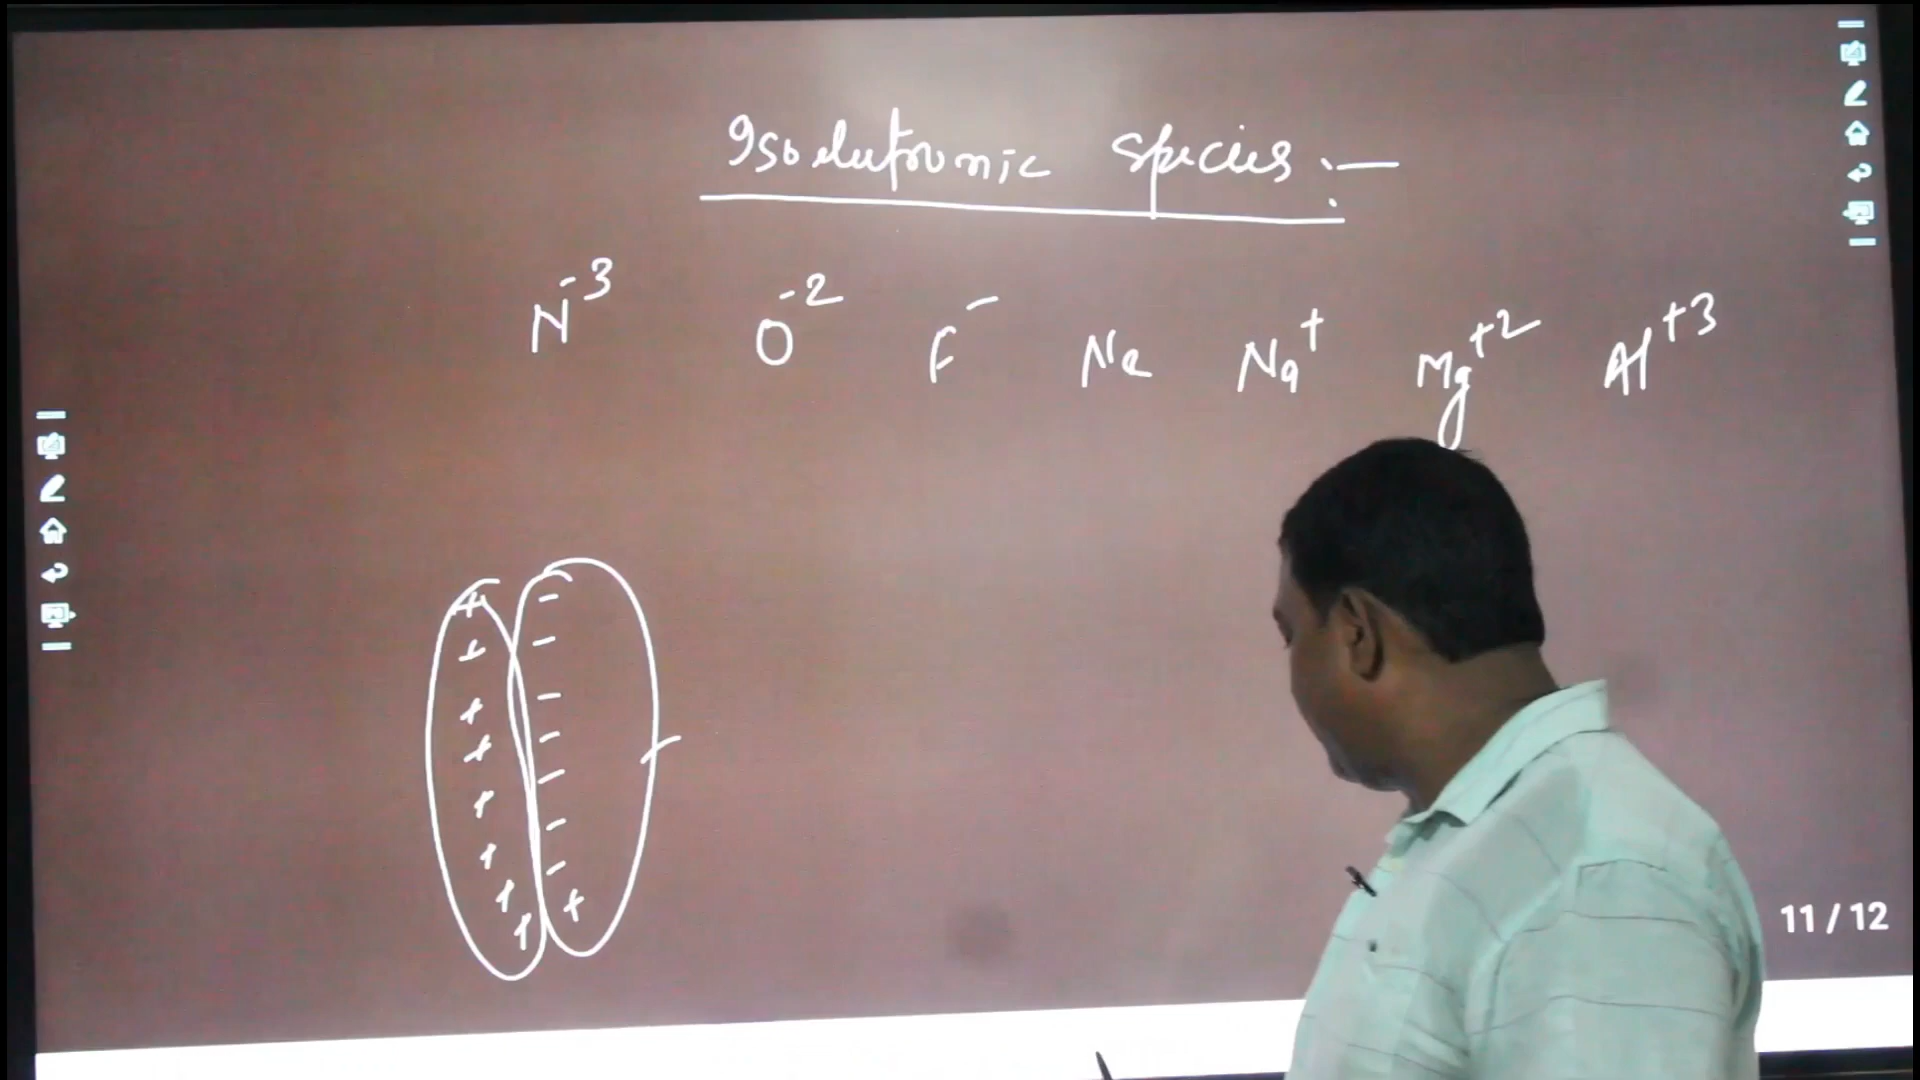 Isoelectronic species :-
N⁻³ O⁻² F⁻ Ne Na⁺ Mg⁺² Al⁺³
+ -
+ -
+ -
+ -
+ -
+ -
+ -
+ +
11 / 12